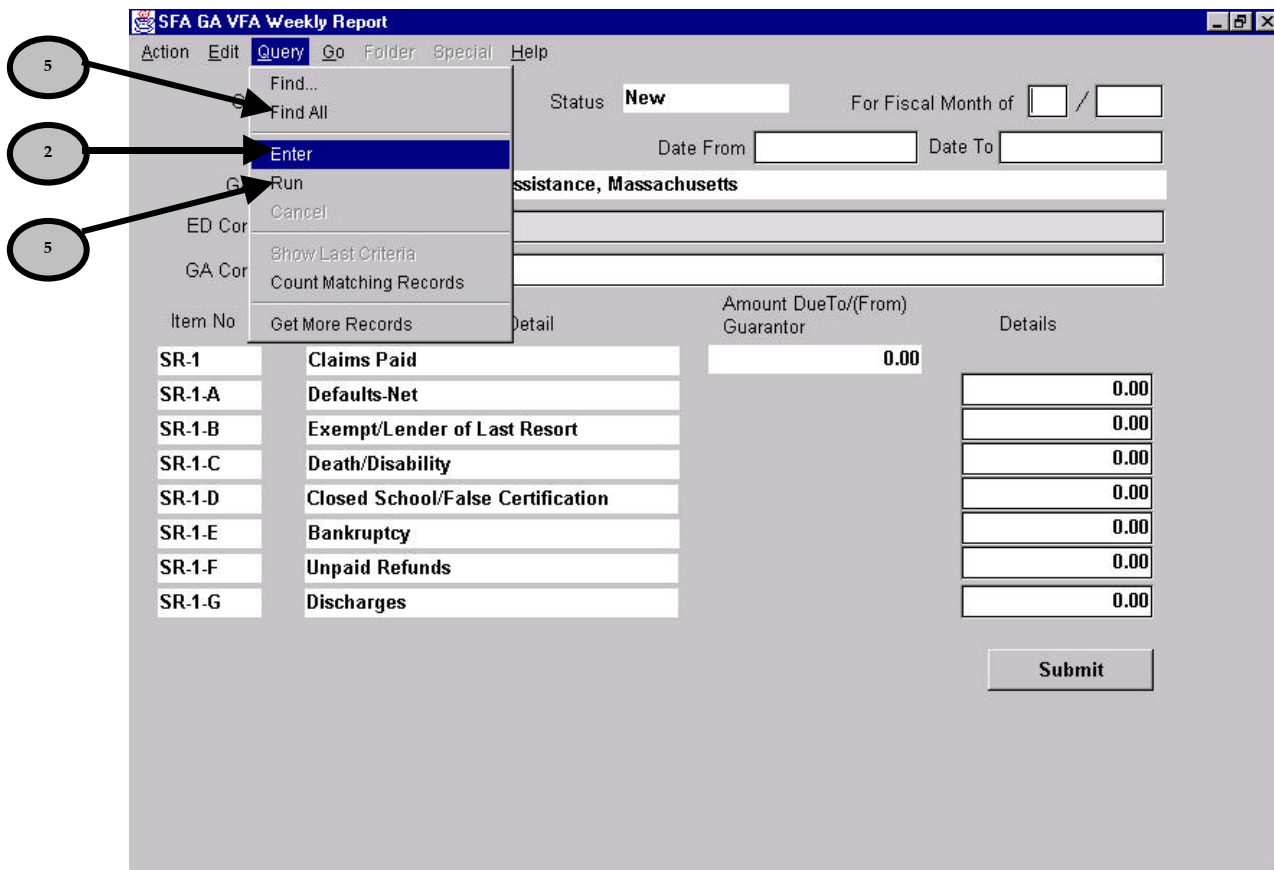 SFA GA VFA Weekly Report
Action Edit Query Go Folder Special Help
5
Find...
Status New For Fiscal Month of /
Find All
2
Enter
Date From Date To
Run
G ssistance, Massachusetts
Cancel
5
ED Cor
Show Last Criteria
GA Cor
Count Matching Records
Amount DueTo/(From)
Guarantor
Item No
Get More Records
Detail
Details
SR-1 Claims Paid 0.00
SR-1-A Defaults-Net 0.00
SR-1-B Exempt/Lender of Last Resort 0.00
SR-1-C Death/Disability 0.00
SR-1-D Closed School/False Certification 0.00
SR-1-E Bankruptcy 0.00
SR-1-F Unpaid Refunds 0.00
SR-1-G Discharges 0.00
Submit